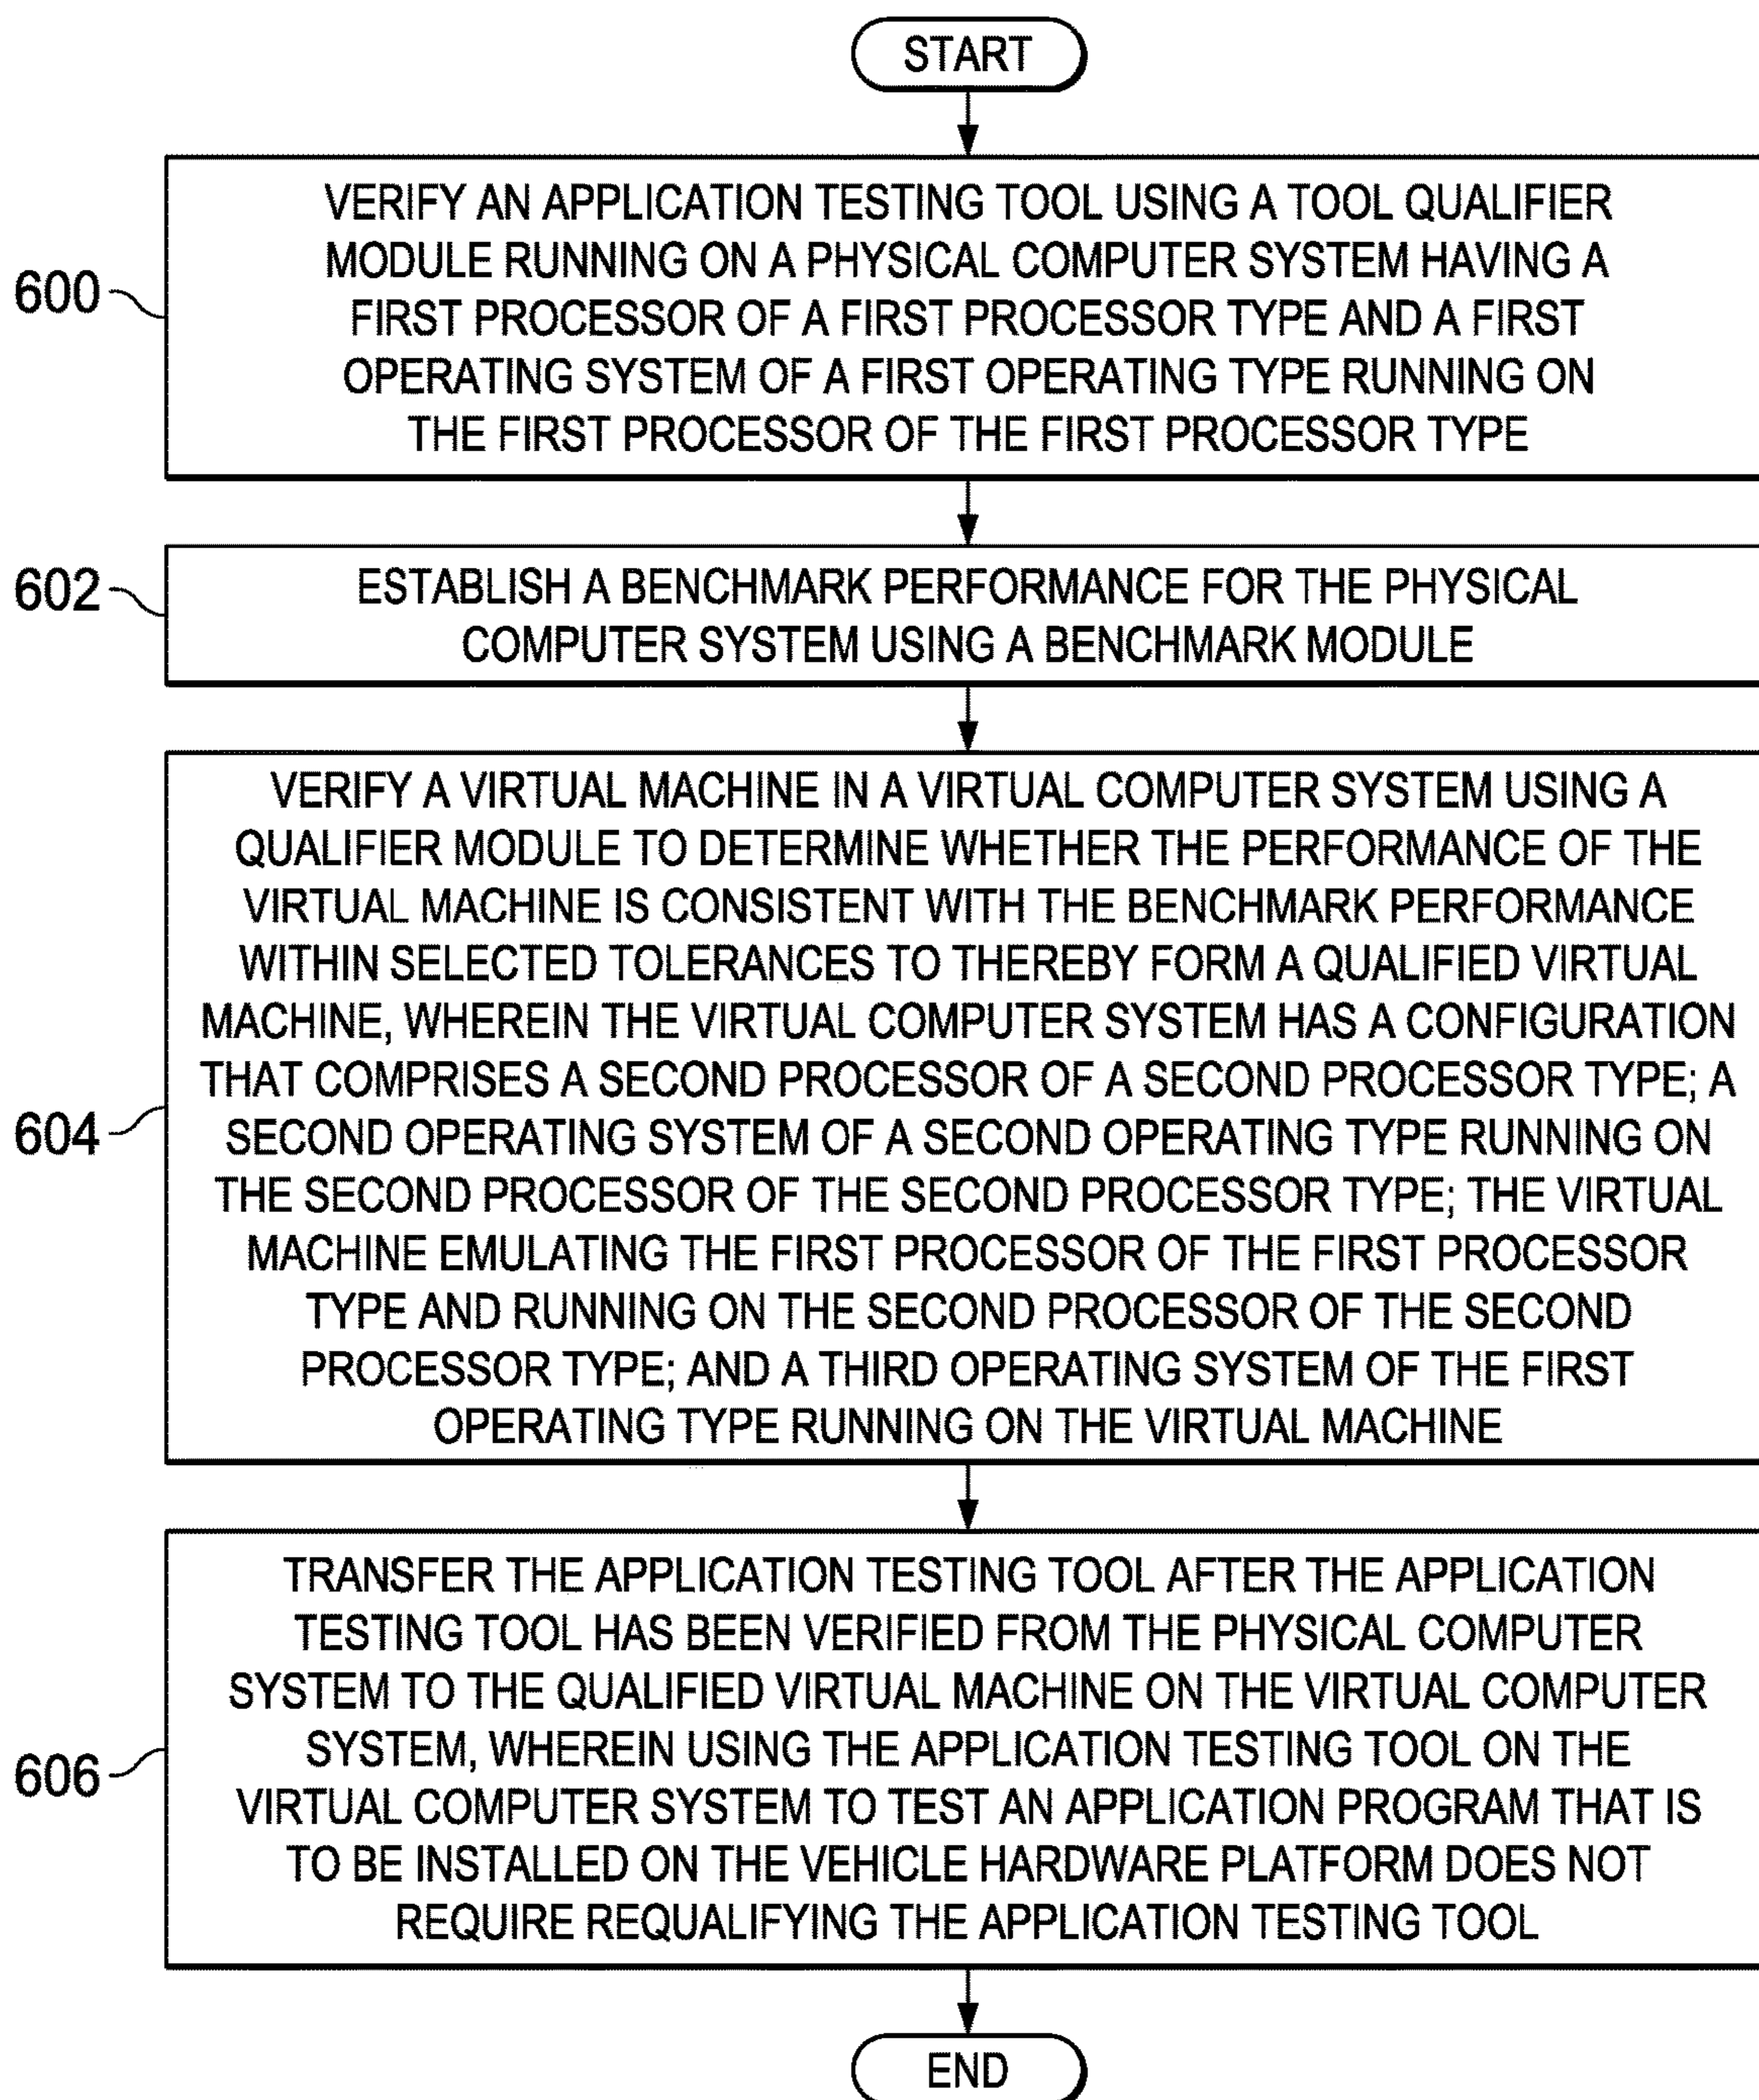 START
600
VERIFY AN APPLICATION TESTING TOOL USING A TOOL QUALIFIER
MODULE RUNNING ON A PHYSICAL COMPUTER SYSTEM HAVING A
FIRST PROCESSOR OF A FIRST PROCESSOR TYPE AND A FIRST
OPERATING SYSTEM OF A FIRST OPERATING TYPE RUNNING ON
THE FIRST PROCESSOR OF THE FIRST PROCESSOR TYPE
602
ESTABLISH A BENCHMARK PERFORMANCE FOR THE PHYSICAL
COMPUTER SYSTEM USING A BENCHMARK MODULE
604
VERIFY A VIRTUAL MACHINE IN A VIRTUAL COMPUTER SYSTEM USING A
QUALIFIER MODULE TO DETERMINE WHETHER THE PERFORMANCE OF THE
VIRTUAL MACHINE IS CONSISTENT WITH THE BENCHMARK PERFORMANCE
WITHIN SELECTED TOLERANCES TO THEREBY FORM A QUALIFIED VIRTUAL
MACHINE, WHEREIN THE VIRTUAL COMPUTER SYSTEM HAS A CONFIGURATION
THAT COMPRISES A SECOND PROCESSOR OF A SECOND PROCESSOR TYPE; A
SECOND OPERATING SYSTEM OF A SECOND OPERATING TYPE RUNNING ON
THE SECOND PROCESSOR OF THE SECOND PROCESSOR TYPE; THE VIRTUAL
MACHINE EMULATING THE FIRST PROCESSOR OF THE FIRST PROCESSOR
TYPE AND RUNNING ON THE SECOND PROCESSOR OF THE SECOND
PROCESSOR TYPE; AND A THIRD OPERATING SYSTEM OF THE FIRST
OPERATING TYPE RUNNING ON THE VIRTUAL MACHINE
606
TRANSFER THE APPLICATION TESTING TOOL AFTER THE APPLICATION
TESTING TOOL HAS BEEN VERIFIED FROM THE PHYSICAL COMPUTER
SYSTEM TO THE QUALIFIED VIRTUAL MACHINE ON THE VIRTUAL COMPUTER
SYSTEM, WHEREIN USING THE APPLICATION TESTING TOOL ON THE
VIRTUAL COMPUTER SYSTEM TO TEST AN APPLICATION PROGRAM THAT IS
TO BE INSTALLED ON THE VEHICLE HARDWARE PLATFORM DOES NOT
REQUIRE REQUALIFYING THE APPLICATION TESTING TOOL
END